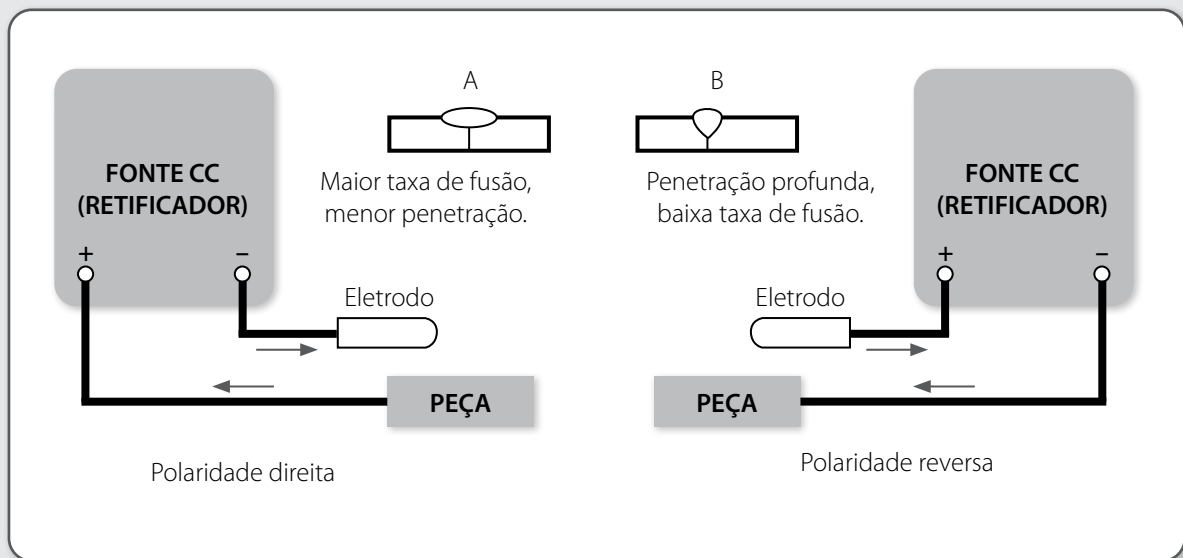 FONTE CC
(RETIFICADOR)
+
–
A
Maior taxa de fusão,
menor penetração.
B
Penetração profunda,
baixa taxa de fusão.
FONTE CC
(RETIFICADOR)
+
–
Eletrodo
PEÇA
Polaridade direita
Eletrodo
PEÇA
Polaridade reversa